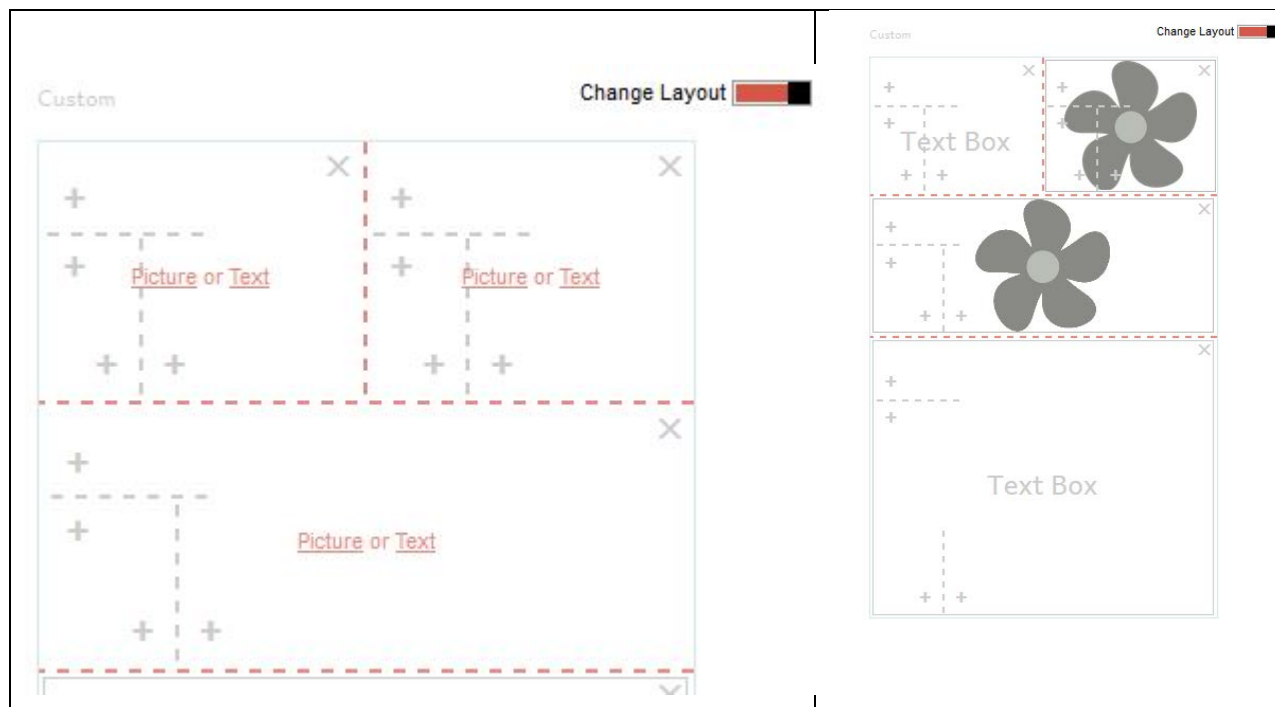 Custom
Change Layout
Picture or Text
Picture or Text
Picture or Text
Custom
Change Layout
Text Box
Text Box